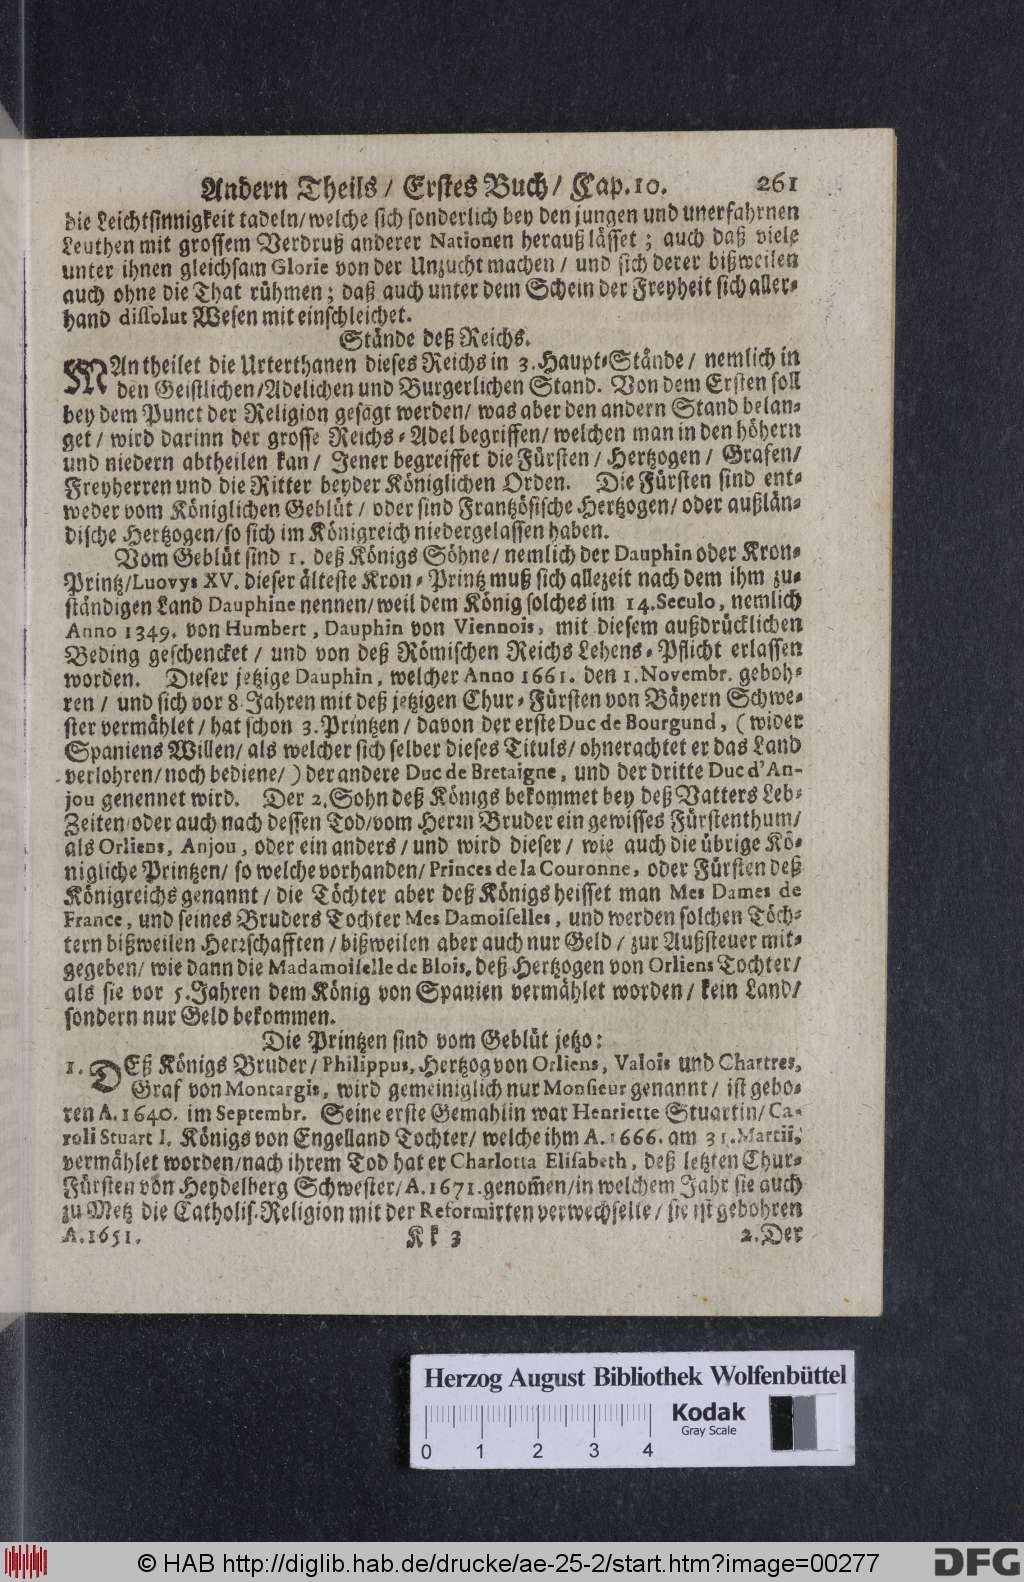 Andern Theils / Erstes Buch / Cap. 10. 261
die Leichtsinnigkeit tadeln / welche sich sonderlich bey den jungen und unerfahrnen
Leuthen mit grossem Verdruß anderer Nationen herauß lässet ; auch daß viele
unter ihnen gleichsam Glorie von der Unzucht machen / und sich derer bißweilen
auch ohne die That rühmen ; daß auch unter dem Schein der Freyheit sich aller-
hand dissolut Wesen mit einschleichet.
Stände deß Reichs.
MAn theilet die Urterthanen dieses Reichs in 3. Haupt-Stände / nemlich in
den Geistlichen / Adelichen und Burgerlichen Stand. Von dem Ersten soll
bey dem Punct der Religion gesagt werden / was aber den andern Stand belan-
get / wird darinn der grosse Reichs-Adel begriffen / welchen man in den höhern
und niedern abtheilen kan / Jener begreiffet die Fürsten / Hertzogen / Grafen /
Freyherren und die Ritter beyder Königlichen Orden. Die Fürsten sind ent-
weder vom Königlichen Geblüt / oder sind Frantzösische Hertzogen / oder außlän-
dische Hertzogen / so sich im Königreich niedergelassen haben.
Vom Geblüt sind 1. deß Königs Söhne / nemlich der Dauphin oder Kron-
Printz / Luovys XV. dieser älteste Kron-Printz muß sich allezeit nach dem ihm zu-
ständigen Land Dauphine nennen / weil dem König solches im 14. Seculo, nemlich
Anno 1349. von Humbert, Dauphin von Viennois, mit diesem außdrücklichen
Beding geschencket / und von deß Römischen Reichs Lehens-Pflicht erlassen
worden. Dieser jetzige Dauphin, welcher Anno 1661. den 1. Novembr. geboh-
ren / und sich vor 8. Jahren mit deß jetzigen Chur-Fürsten von Bäyern Schwe-
ster vermählet / hat schon 3. Printzen / davon der erste Duc de Bourgund, ( wider
Spaniens Willen / als welcher sich selber dieses Tituls / ohnerachtet er das Land
verlohren / noch bediene / ) der andere Duc de Bretaigne, und der dritte Duc d'An-
jou genennet wird. Der 2. Sohn deß Königs bekommet bey deß Vatters Leb-
Zeiten oder auch nach dessen Tod / vom Herrn Bruder ein gewisses Fürstenthum /
als Orliens, Anjou, oder ein anders / und wird dieser / wie auch die übrige Kö-
nigliche Printzen / so welche vorhanden / Princes de la Couronne, oder Fürsten deß
Königreichs genannt / die Töchter aber deß Königs heisset man Mes Dames de
France, und seines Bruders Tochter Mes Damoiselles, und werden solchen Töch-
tern bißweilen Herrschafften / bißweilen aber auch nur Geld / zur Außsteuer mit-
gegeben / wie dann die Madamoiselle de Blois, deß Hertzogen von Orliens Tochter /
als sie vor 5. Jahren dem König von Spanien vermählet worden / kein Land /
sondern nur Geld bekommen.
Die Printzen sind vom Geblüt jetzo :
1. DEß Königs Bruder / Philippus, Hertzog von Orliens, Valois und Chartres,
Graf von Montargis, wird gemeiniglich nur Monsieur genannt / ist gebo-
ren A. 1640. im Septembr. Seine erste Gemahlin war Henriette Stuartin / Ca-
roli Stuart I. Königs von Engelland Tochter / welche ihm A. 1666. am 31. Martii,
vermählet worden / nach ihrem Tod hat er Charlotta Elisabeth, deß letzten Chur-
Fürsten von Heydelberg Schwester / A. 1671. genom̃en / in welchem Jahr sie auch
zu Metz die Catholis. Religion mit der Reformirten verwechselte / sie ist gebohren
A. 1651. Kk 3 2. Der
Herzog August Bibliothek Wolfenbüttel
Kodak
Gray Scale
0 1 2 3 4
© HAB http://diglib.hab.de/drucke/ae-25-2/start.htm?image=00277
DFG